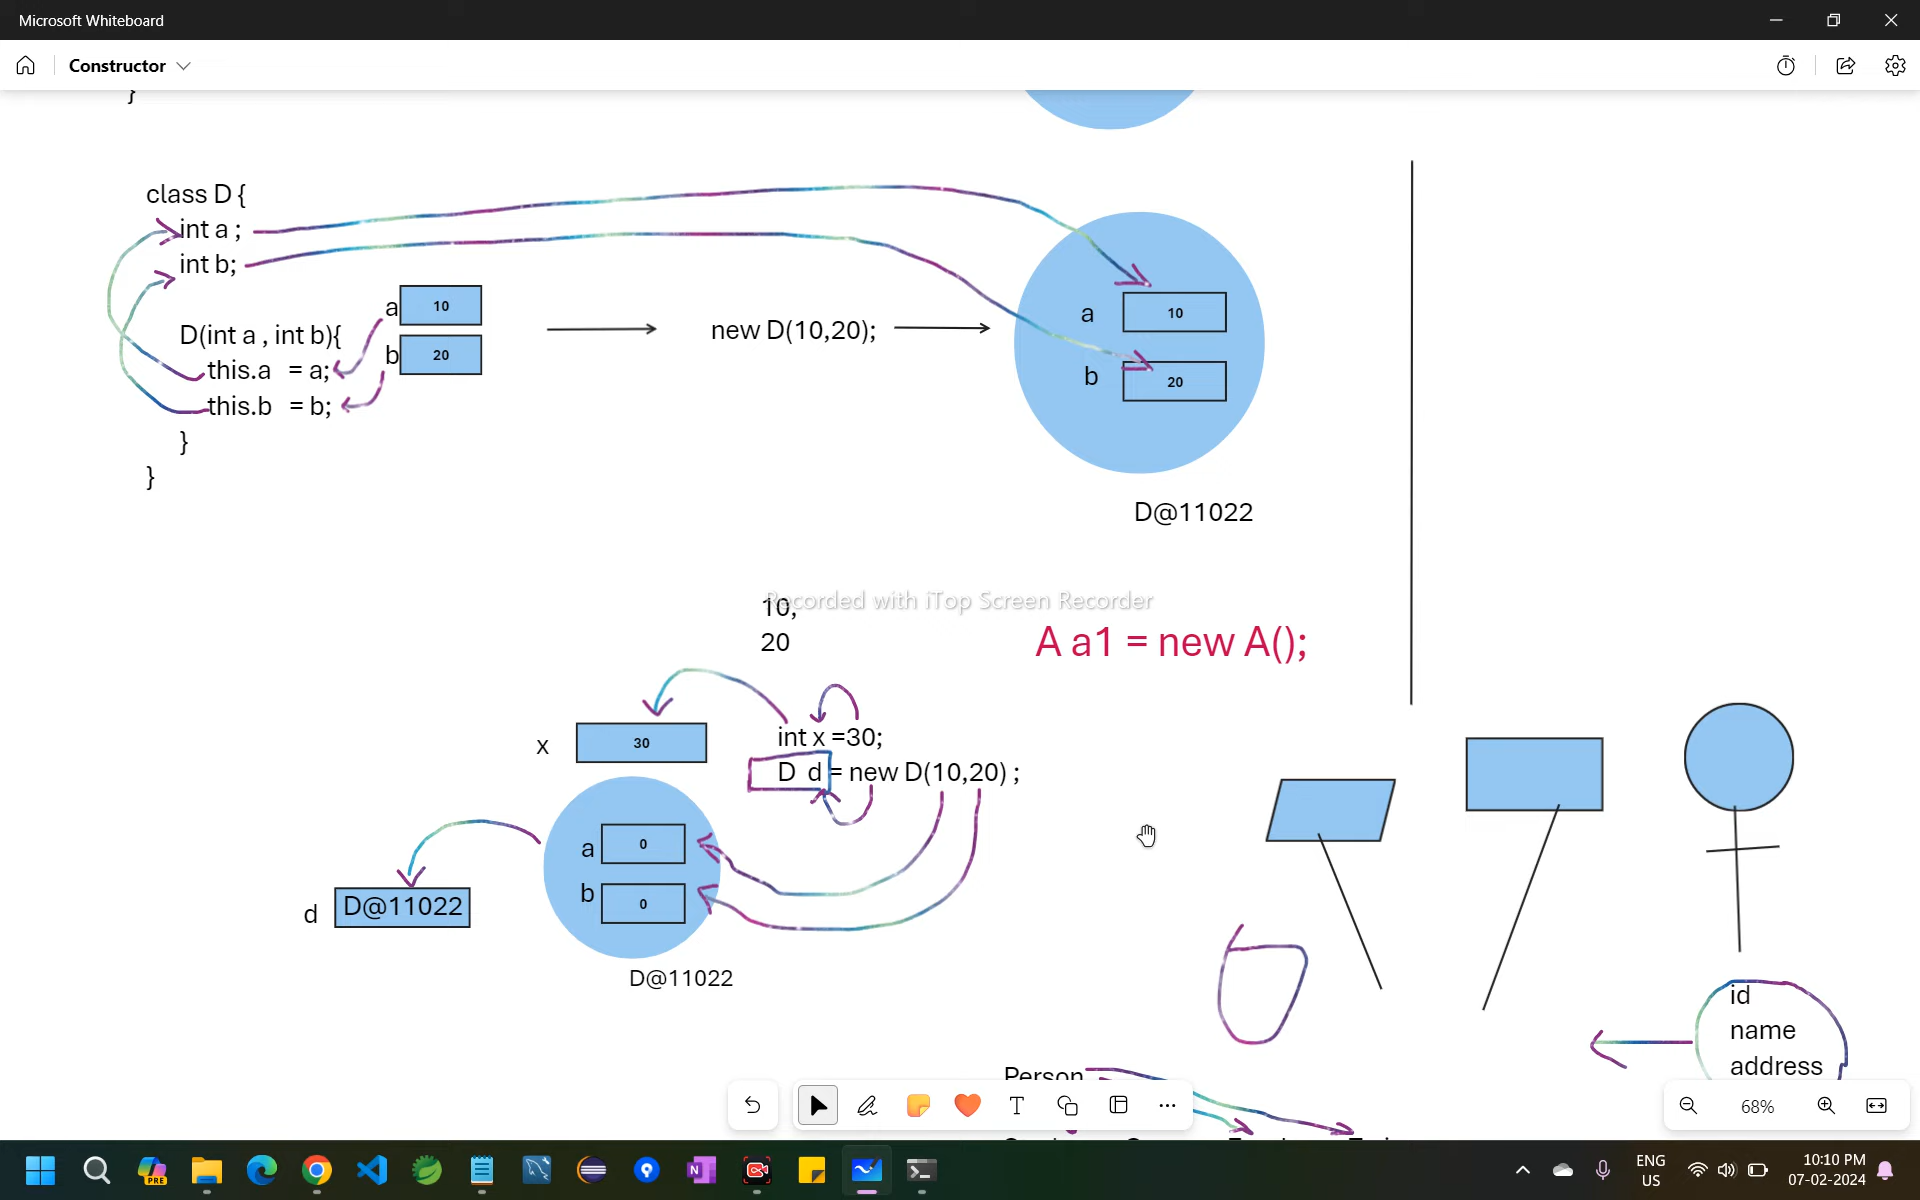 Microsoft Whiteboard
Constructor
}
class D {
int a ;
int b;
D(int a , int b){
this.a = a;
this.b = b;
}
}
a 10
b 20
new D(10,20);
a 10
b 20
D@11022
Recorded with iTop Screen Recorder
10,
20
A a1 = new A();
x 30
int x =30;
D d = new D(10,20) ;
a 0
b 0
d D@11022
D@11022
id
name
address
Person
68%
PRE
N
ENG
US
10:10 PM
07-02-2024